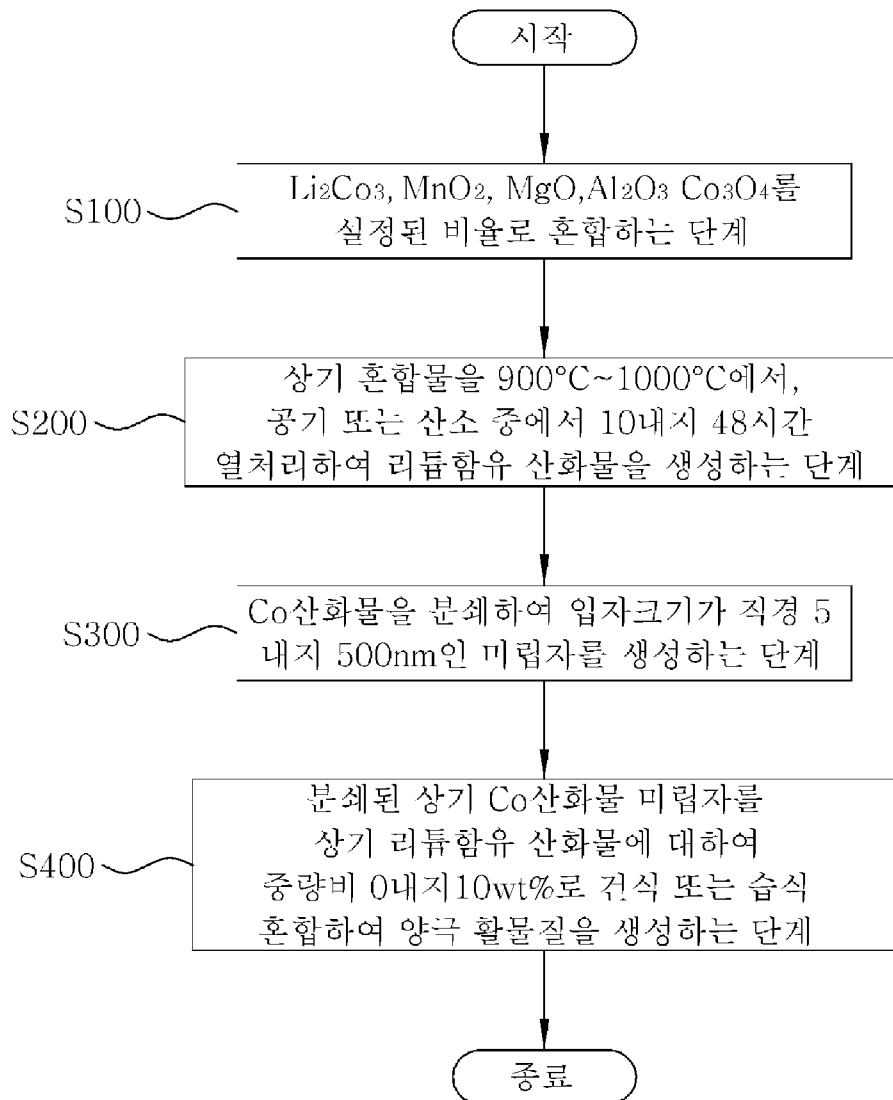 시작
S100
Li₂Co₃, MnO₂, MgO,Al₂O₃ Co₃O₄를
설정된 비율로 혼합하는 단계
S200
상기 혼합물을 900°C~1000°C에서,
공기 또는 산소 중에서 10내지 48시간
열처리하여 리튬함유 산화물을 생성하는 단계
S300
Co산화물을 분쇄하여 입자크기가 직경 5
내지 500nm인 미립자를 생성하는 단계
S400
분쇄된 상기 Co산화물 미립자를
상기 리튬함유 산화물에 대하여
중량비 0내지10wt%로 건식 또는 습식
혼합하여 양극 활물질을 생성하는 단계
종료